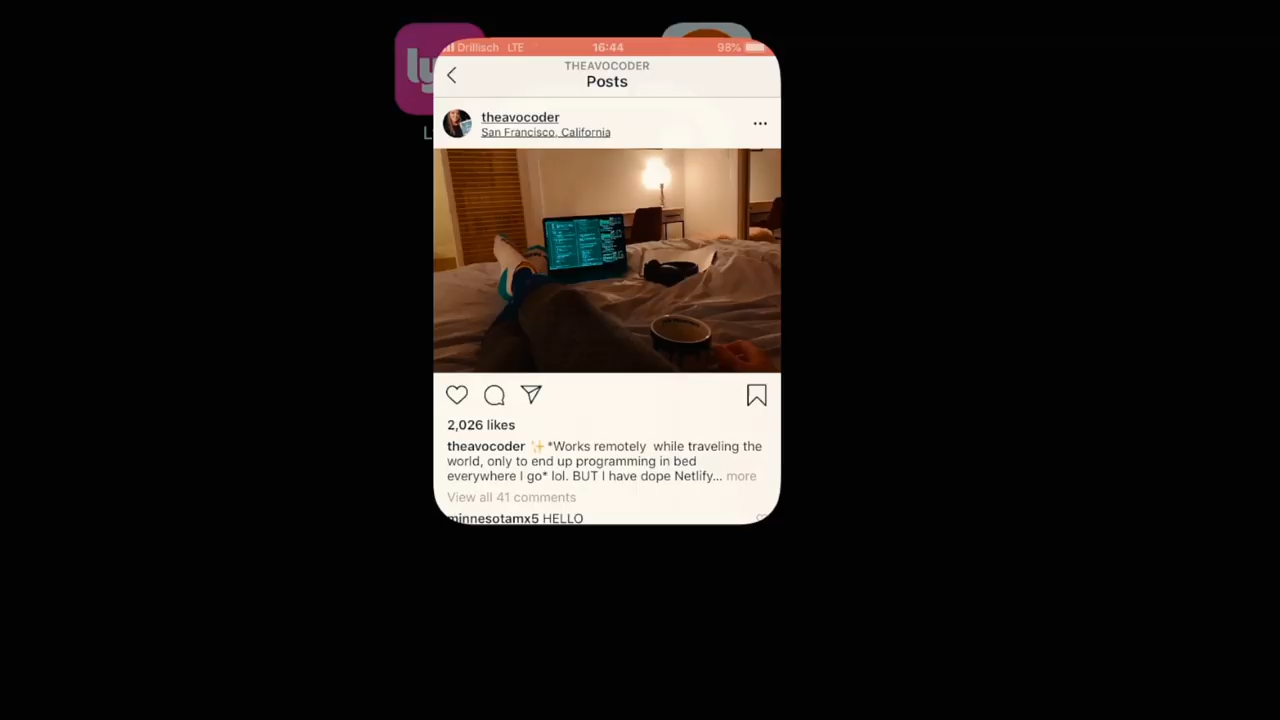 Drillisch LTE 16:44 98%
THEAVOCODER
Posts
theavocoder
San Francisco, California
2,026 likes
theavocoder ✨*Works remotely while traveling the
world, only to end up programming in bed
everywhere I go* lol. BUT I have dope Netlify... more
View all 41 comments
minnesotamx5 HELLO